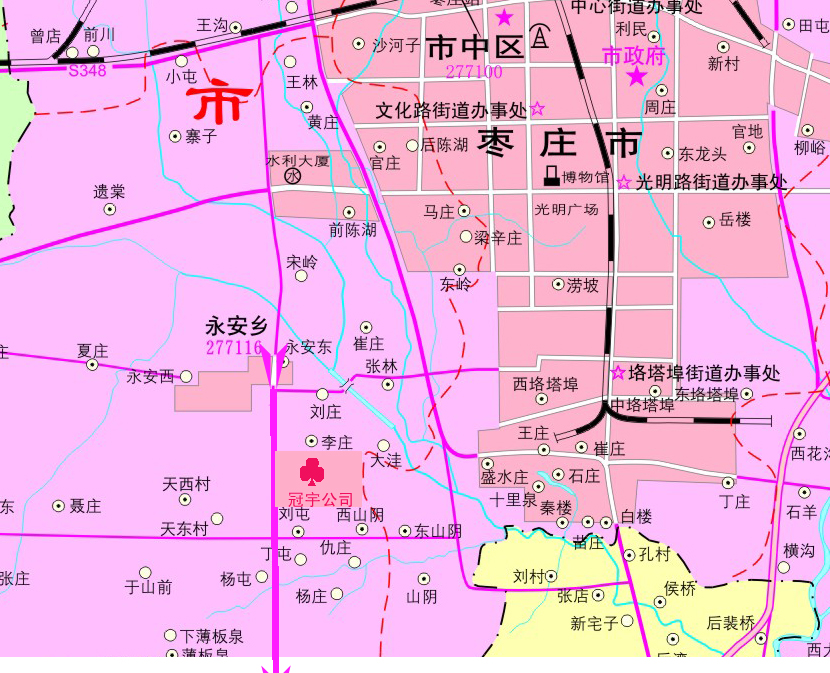 中心街道办事处
王沟
曾店
前川
利民
田屯
沙河子
市中区
277100
市政府
新村
S348
小屯
王林
市
周庄
黄庄
文化路街道办事处
寨子
枣庄市
官地
柳峪
官庄
后陈湖
东龙头
水利大厦
水
博物馆
光明路街道办事处
遗棠
马庄
光明广场
岳楼
前陈湖
梁辛庄
宋岭
东岭
涝坡
永安乡
277116
夏庄
永安东
崔庄
张林
永安西
垎塔埠街道办事处
西垎塔埠
东垎塔埠
中垎塔埠
刘庄
李庄
大洼
王庄
崔庄
西花沟
冠宇公司
盛水庄
石庄
天西村
十里泉
丁庄
石羊
聂庄
刘屯
西山阴
秦楼
白楼
天东村
东山阴
苗庄
丁屯
仇庄
孔村
横沟
张庄
于山前
杨屯
杨庄
山阴
刘村
张店
侯桥
新宅子
后裴桥
下薄板泉
薄板泉
后湾